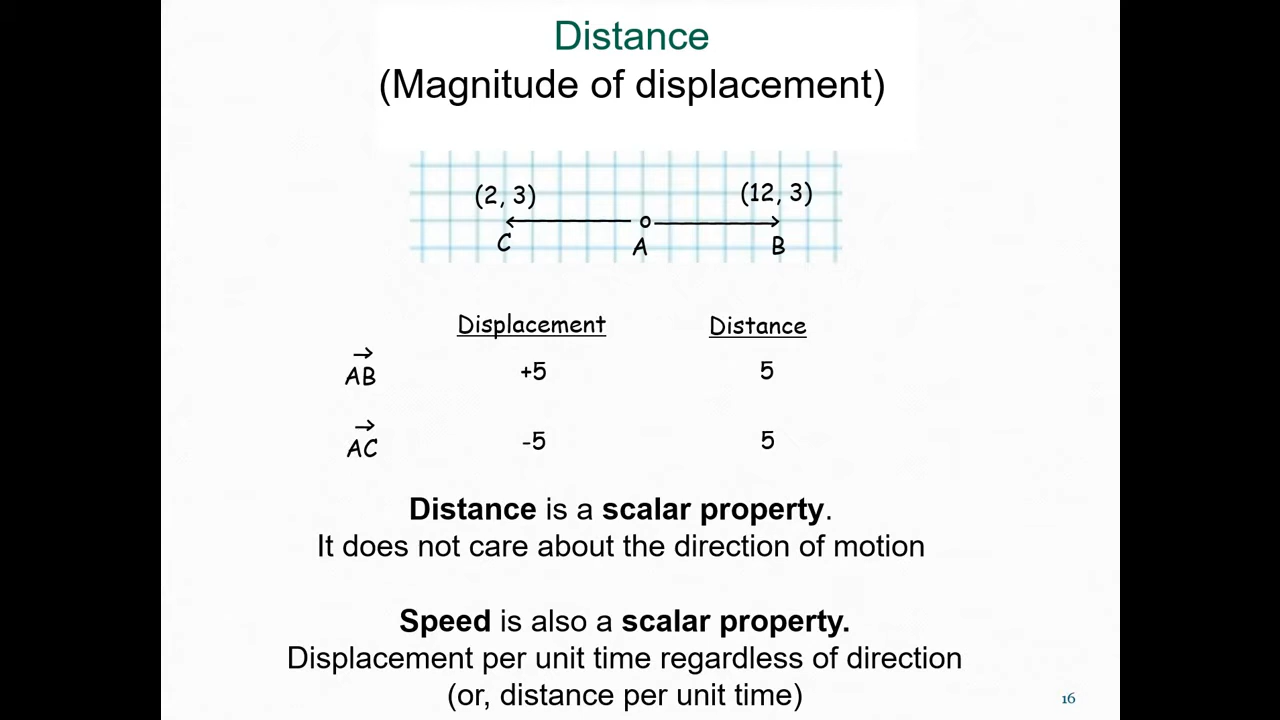 Distance
(Magnitude of displacement)
(2, 3) (12, 3)
C A B
Displacement Distance
→
AB +5 5
→
AC -5 5
Distance is a scalar property.
It does not care about the direction of motion
Speed is also a scalar property.
Displacement per unit time regardless of direction
(or, distance per unit time)
16